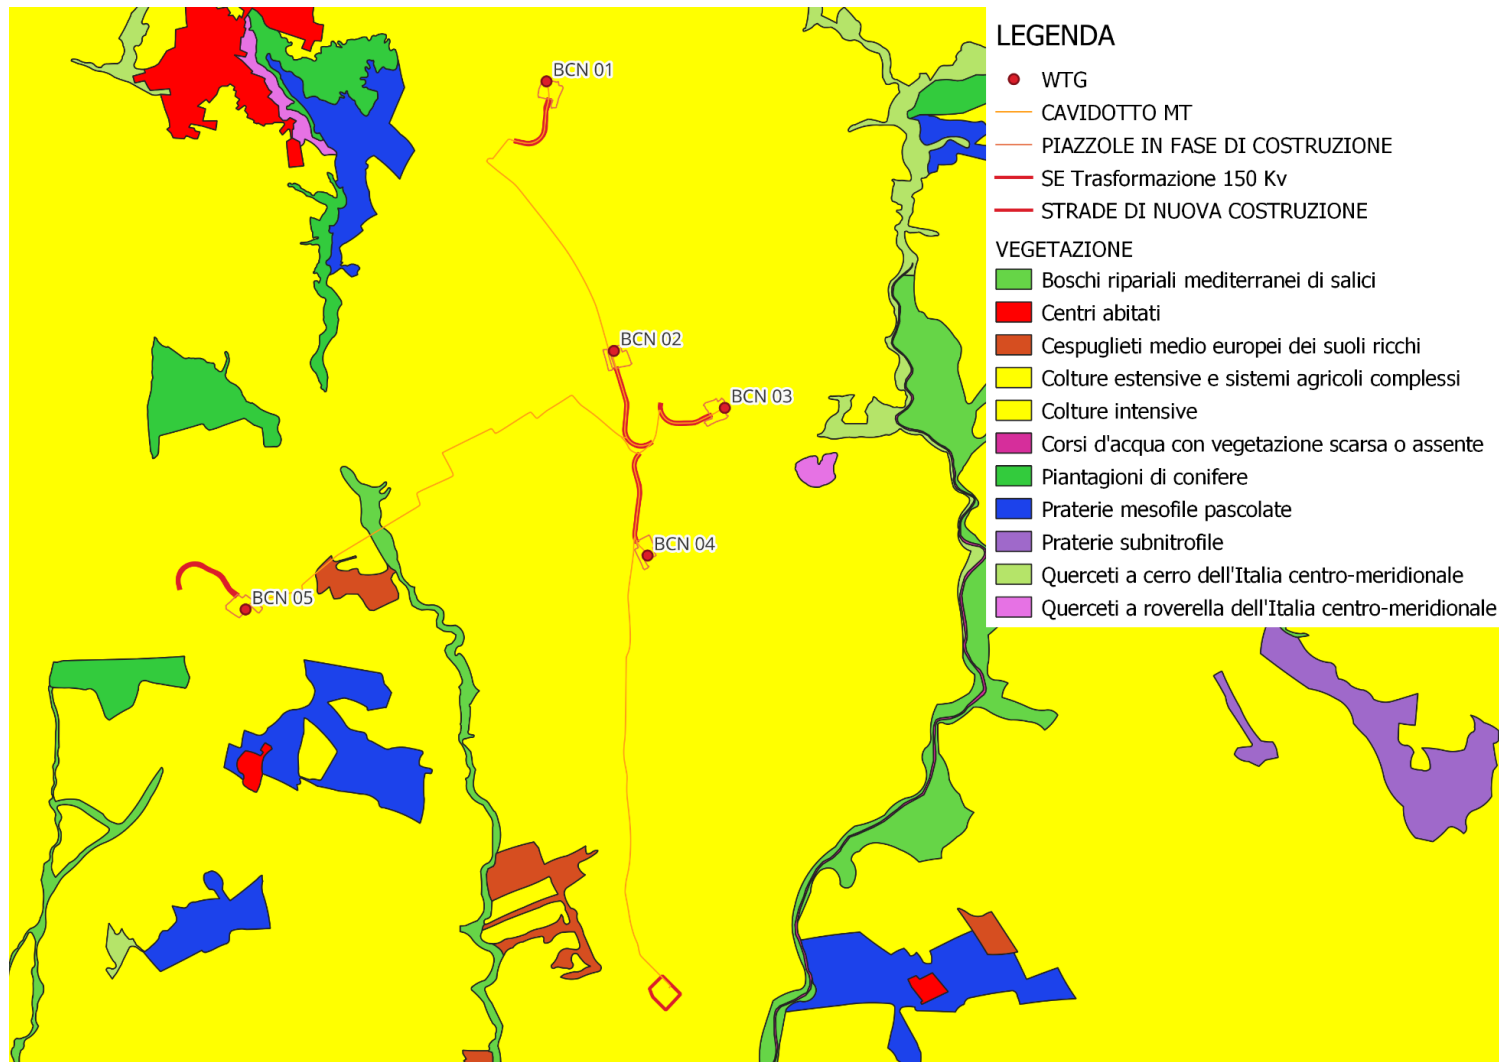 BCN 01
BCN 02
BCN 03
BCN 04
BCN 05
LEGENDA
WTG
CAVIDOTTO MT
PIAZZOLE IN FASE DI COSTRUZIONE
SE Trasformazione 150 Kv
STRADE DI NUOVA COSTRUZIONE
VEGETAZIONE
Boschi ripariali mediterranei di salici
Centri abitati
Cespuglieti medio europei dei suoli ricchi
Colture estensive e sistemi agricoli complessi
Colture intensive
Corsi d'acqua con vegetazione scarsa o assente
Piantagioni di conifere
Praterie mesofile pascolate
Praterie subnitrofile
Querceti a cerro dell'Italia centro-meridionale
Querceti a roverella dell'Italia centro-meridionale